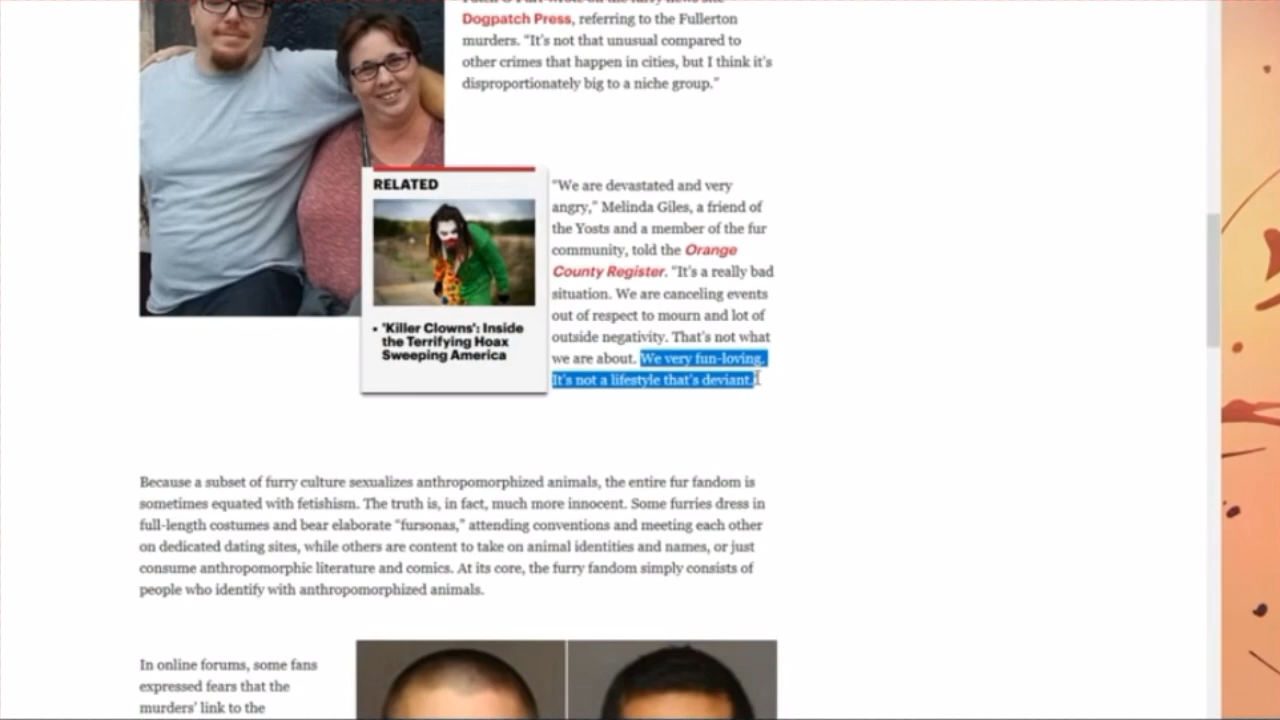 Dogpatch Press, referring to the Fullerton
murders. “It’s not that unusual compared to
other crimes that happen in cities, but I think it’s
disproportionately big to a niche group.”
RELATED
'Killer Clowns': Inside
the Terrifying Hoax
Sweeping America
“We are devastated and very
angry,” Melinda Giles, a friend of
the Yosts and a member of the fur
community, told the Orange
County Register. “It’s a really bad
situation. We are canceling events
out of respect to mourn and lot of
outside negativity. That’s not what
we are about. We very fun-loving.
It’s not a lifestyle that’s deviant.
Because a subset of furry culture sexualizes anthropomorphized animals, the entire fur fandom is
sometimes equated with fetishism. The truth is, in fact, much more innocent. Some furries dress in
full-length costumes and bear elaborate “fursonas,” attending conventions and meeting each other
on dedicated dating sites, while others are content to take on animal identities and names, or just
consume anthropomorphic literature and comics. At its core, the furry fandom simply consists of
people who identify with anthropomorphized animals.
In online forums, some fans
expressed fears that the
murders’ link to the